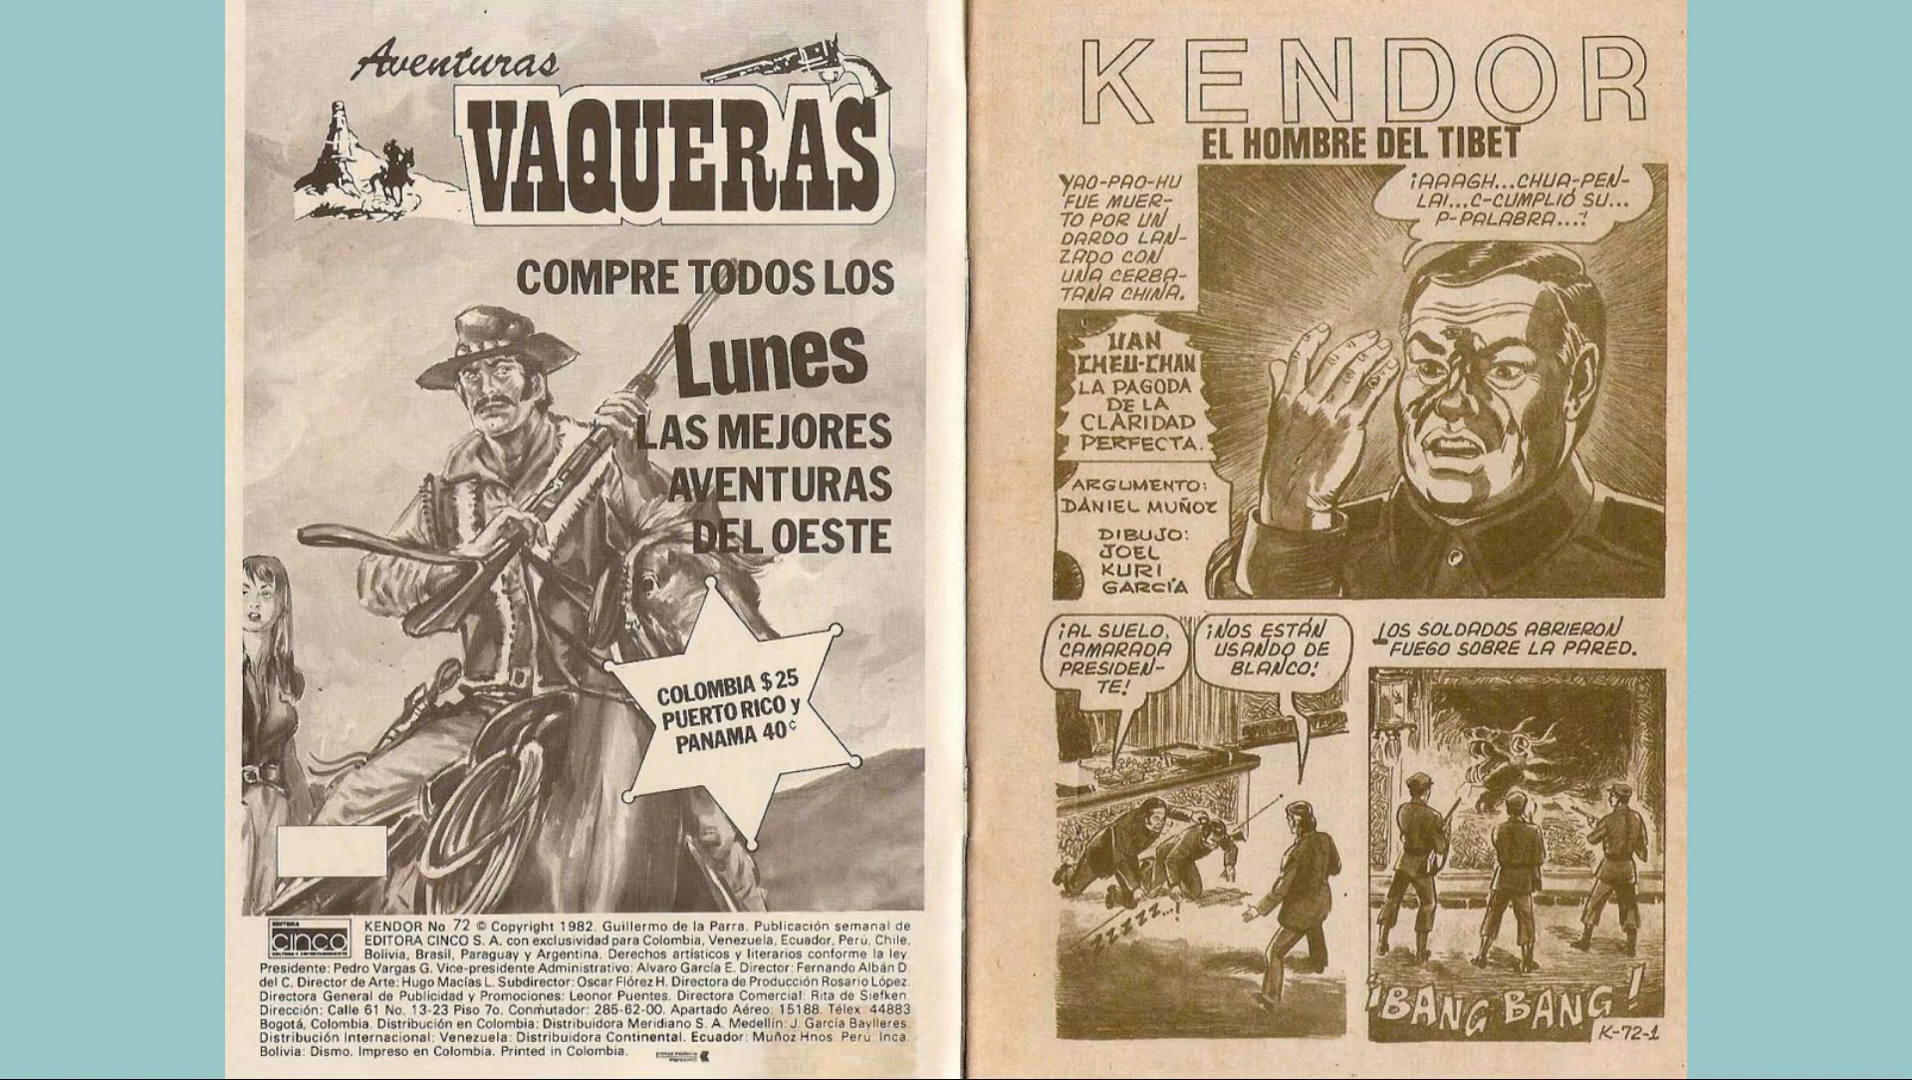 Aventuras
VAQUERAS
COMPRE TODOS LOS
Lunes
LAS MEJORES
AVENTURAS
DEL OESTE
COLOMBIA $25
PUERTO RICO y
PANAMA 40¢
EDITORA
cinco
KENDOR No 72 © Copyright 1982. Guillermo de la Parra. Publicación semanal de
EDITORA CINCO S. A. con exclusividad para Colombia, Venezuela, Ecuador, Perú, Chile,
Bolivia, Brasil, Paraguay y Argentina. Derechos artísticos y literarios conforme la ley.
Presidente: Pedro Vargas G. Vice-presidente Administrativo: Alvaro García E. Director: Fernando Albán D.
del C. Director de Arte: Hugo Macías L. Subdirector: Oscar Flórez H. Directora de Producción Rosario López.
Directora General de Publicidad y Promociones: Leonor Puentes. Directora Comercial: Rita de Siefken.
Dirección: Calle 61 No. 13-23 Piso 7o. Conmutador: 285-62-00. Apartado Aéreo: 15188. Télex 44883
Bogotá, Colombia. Distribución en Colombia: Distribuidora Meridiano S. A. Medellín: J. García Baylleres.
Distribución Internacional: Venezuela: Distribuidora Continental. Ecuador: Muñoz Hnos. Perú. Inca.
Bolivia: Dismo. Impreso en Colombia. Printed in Colombia.
KENDOR
EL HOMBRE DEL TIBET
YAO-PAO-HU
FUE MUER-
TO POR UN
DARDO LAN-
ZADO CON
UNA CERBA-
TANA CHINA.
¡AAAGH...CHUA-PEN-
LAI...C-CUMPLIÓ SU...
P-PALABRA...!
UAN
CHEU-CHAN
LA PAGODA
DE LA
CLARIDAD
PERFECTA.
ARGUMENTO:
DANIEL MUÑOZ
DIBUJO:
JOEL
KURI
GARCÍA
¡AL SUELO,
CAMARADA
PRESIDEN-
TE!
¡NOS ESTÁN
USANDO DE
BLANCO!
ZZZZZ...!
LOS SOLDADOS ABRIERON
FUEGO SOBRE LA PARED.
¡BANG BANG!
K-72-1